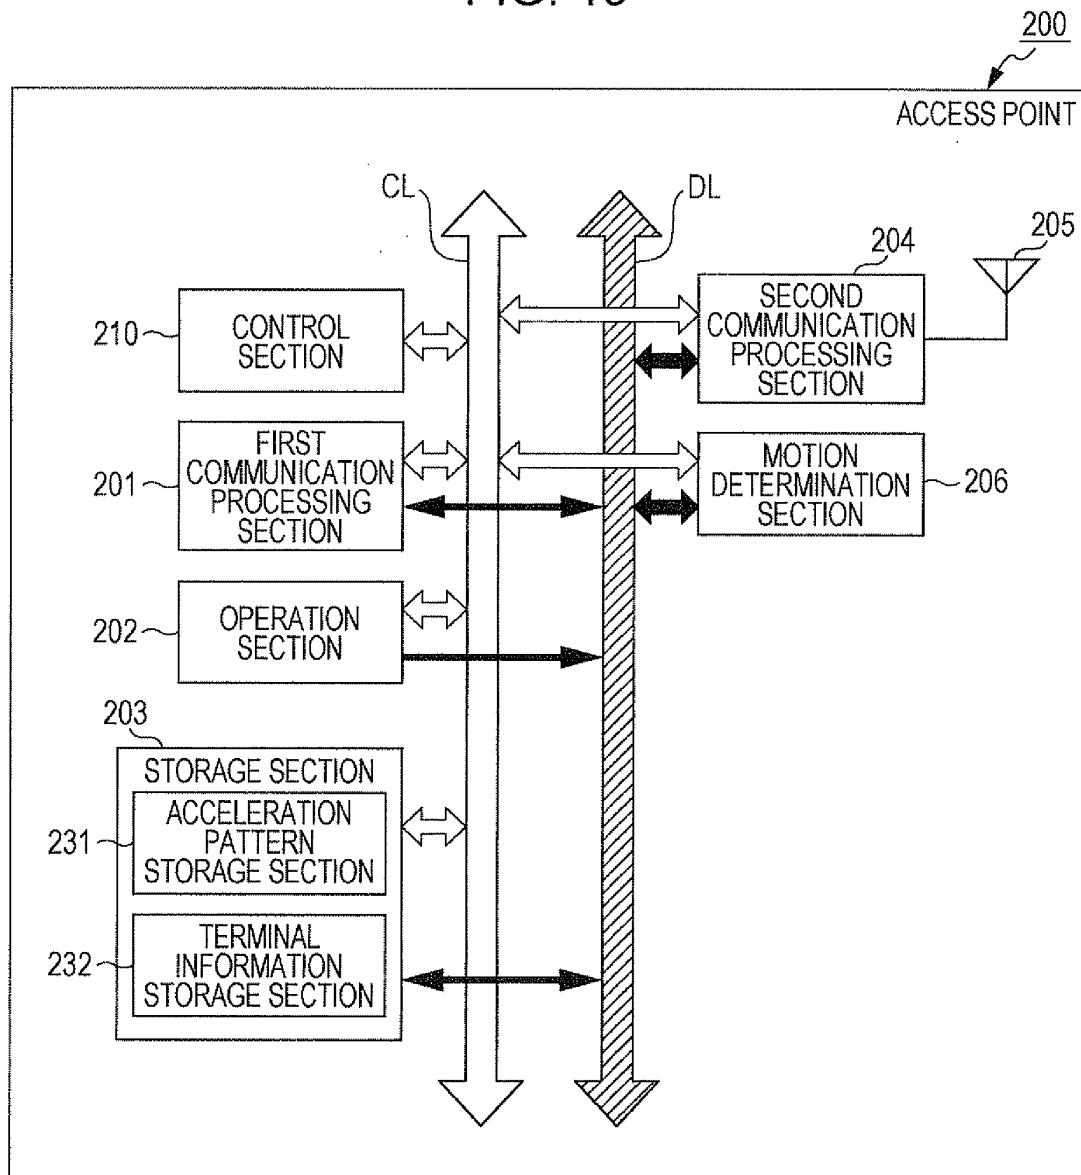 200
ACCESS POINT
CL
DL
204
205
210
CONTROL
SECTION
SECOND
COMMUNICATION
PROCESSING
SECTION
201
FIRST
COMMUNICATION
PROCESSING
SECTION
MOTION
DETERMINATION
SECTION
206
202
OPERATION
SECTION
203
STORAGE SECTION
231
ACCELERATION
PATTERN
STORAGE SECTION
232
TERMINAL
INFORMATION
STORAGE SECTION